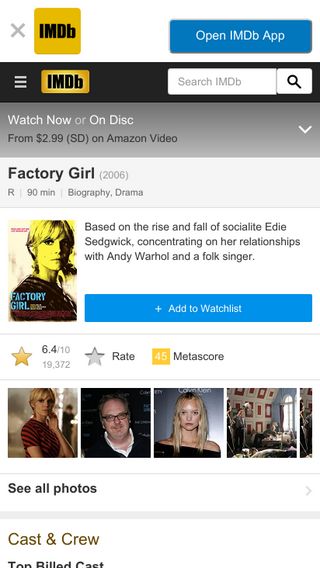 IMDb
Open IMDb App
IMDb
Search IMDb
Watch Now or On Disc
From $2.99 (SD) on Amazon Video
Factory Girl (2006)
R | 90 min | Biography, Drama
FACTORY
GIRL
Based on the rise and fall of socialite Edie
Sedgwick, concentrating on her relationships
with Andy Warhol and a folk singer.
+ Add to Watchlist
6.4/10
19,372
Rate
45 Metascore
Calvin Klein
See all photos
Cast & Crew
Top Billed Cast